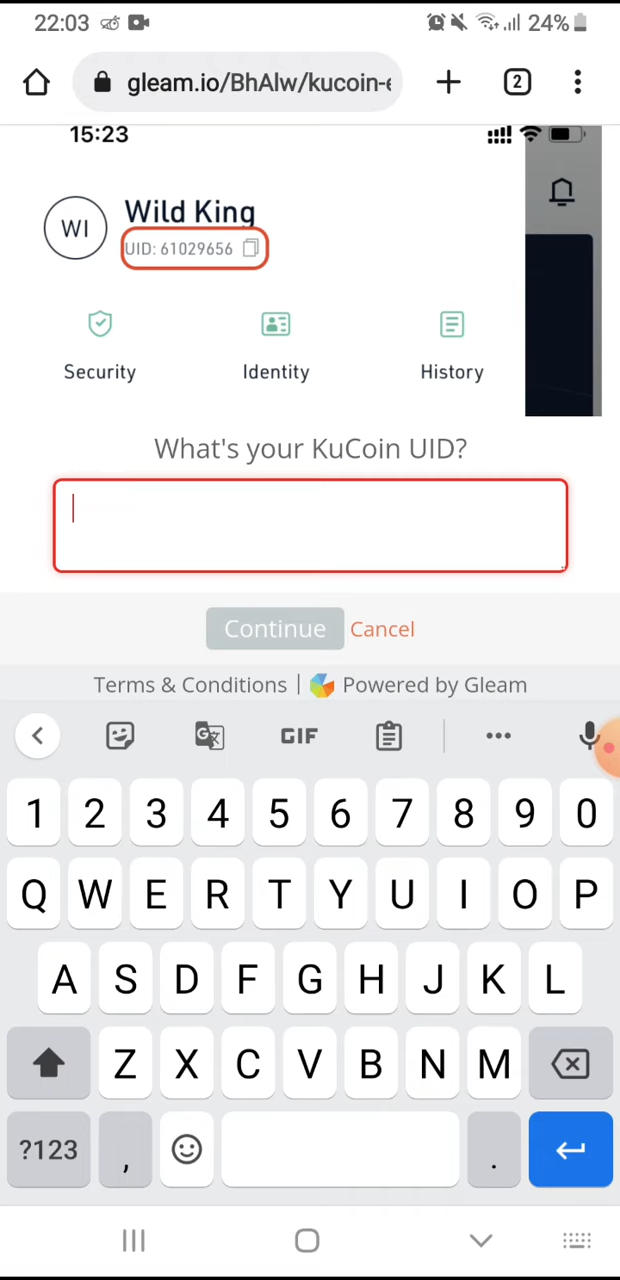 22:03 24%
gleam.io/BhAlw/kucoin-e
2
15:23
WI
Wild King
UID: 61029656
Security Identity History
What's your KuCoin UID?
Continue Cancel
Terms & Conditions | Powered by Gleam
GIF
1 2 3 4 5 6 7 8 9 0
Q W E R T Y U I O P
A S D F G H J K L
Z X C V B N M
?123 , .